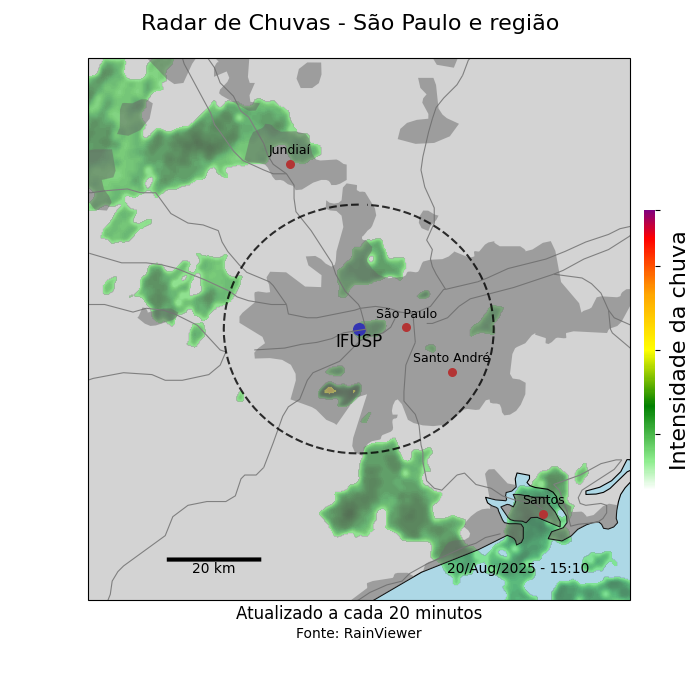 Radar de Chuvas - São Paulo e região
Jundiaí
São Paulo
IFUSP
Santo André
Santos
20 km
20/Aug/2025 - 15:10
Intensidade da chuva
Atualizado a cada 20 minutos
Fonte: RainViewer